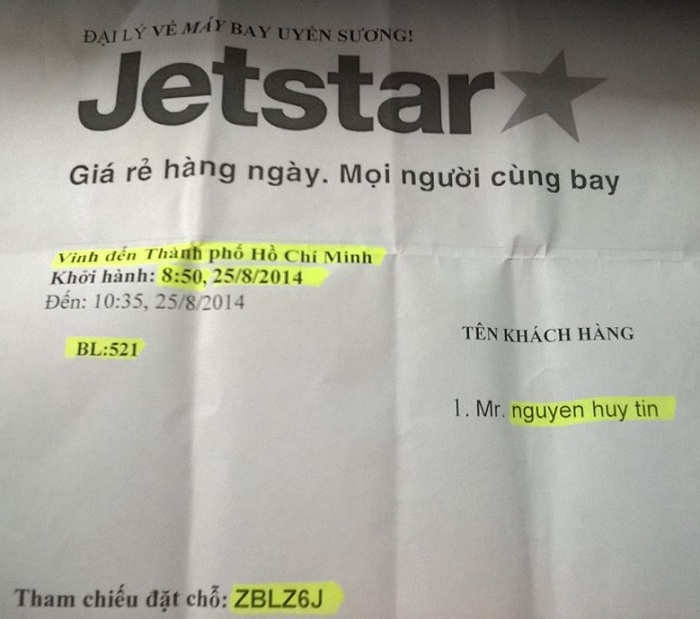 ĐẠI LÝ VÉ MÁY BAY UYÊN SƯƠNG!
Jetstar
Giá rẻ hàng ngày. Mọi người cùng bay
Vinh đến Thành phố Hồ Chí Minh
Khởi hành: 8:50, 25/8/2014
Đến: 10:35, 25/8/2014
BL:521
TÊN KHÁCH HÀNG
1. Mr. nguyen huy tin
Tham chiếu đặt chỗ: ZBLZ6J